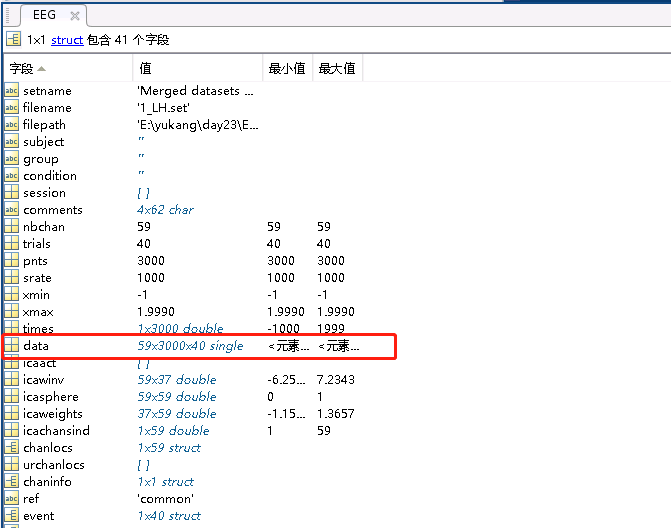 EEG
1x1 struct 包含 41 个字段
字段 值 最小值 最大值
setname 'Merged datasets ...
filename '1_LH.set'
filepath 'E:\yukang\day23\E...
subject ''
group ''
condition ''
session []
comments 4x62 char
nbchan 59 59 59
trials 40 40 40
pnts 3000 3000 3000
srate 1000 1000 1000
xmin -1 -1 -1
xmax 1.9990 1.9990 1.9990
times 1x3000 double -1000 1999
data 59x3000x40 single <元素... <元素...
icaact []
icawinv 59x37 double -6.25... 7.2343
icasphere 59x59 double 0 1
icaweights 37x59 double -1.15... 1.3657
icachansind 1x59 double 1 59
chanlocs 1x59 struct
urchanlocs []
chaninfo 1x1 struct
ref 'common'
event 1x40 struct